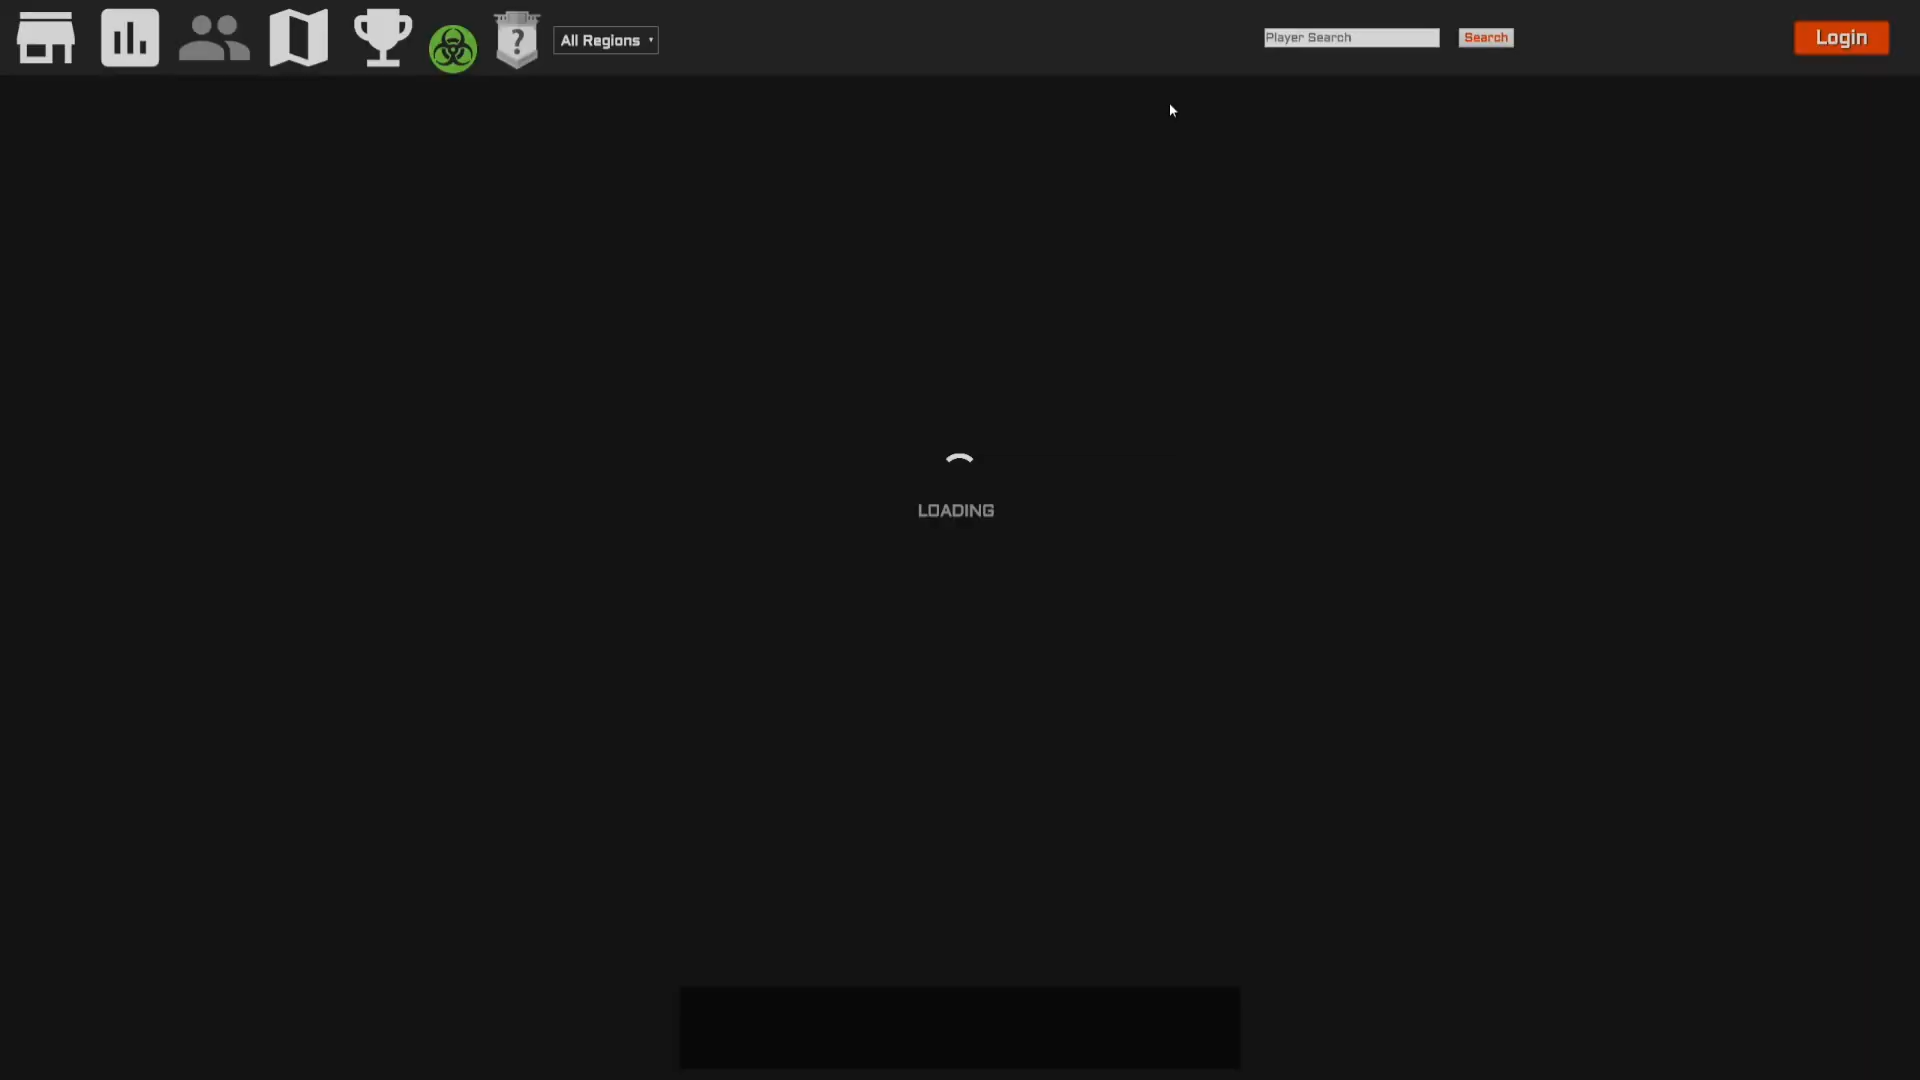 ?
All Regions
Player Search
Search
Login
LOADING